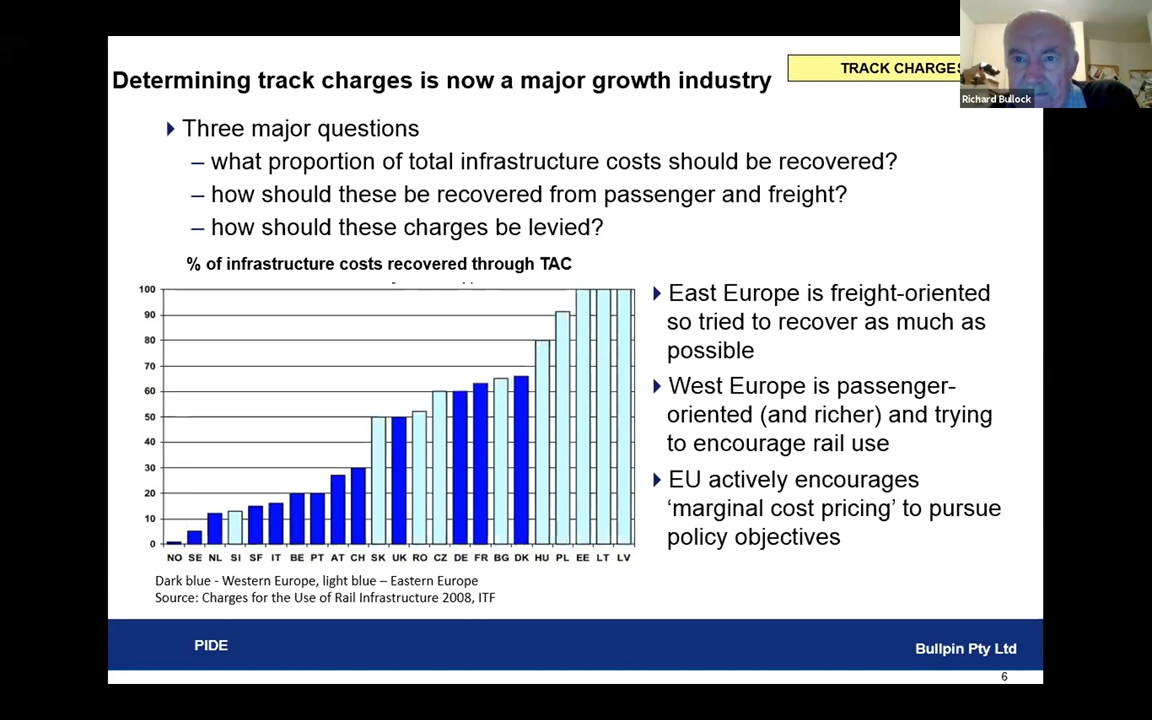 Determining track charges is now a major growth industry
TRACK CHARGES
Richard Bullock
Three major questions
– what proportion of total infrastructure costs should be recovered?
– how should these be recovered from passenger and freight?
– how should these charges be levied?
% of infrastructure costs recovered through TAC
100
90
80
70
60
50
40
30
20
10
0
NO SE NL SI SF IT BE PT AT CH SK UK RO CZ DE FR BG DK HU PL EE LT LV
East Europe is freight-oriented
so tried to recover as much as
possible
West Europe is passenger-
oriented (and richer) and trying
to encourage rail use
EU actively encourages
‘marginal cost pricing’ to pursue
policy objectives
Dark blue - Western Europe, light blue – Eastern Europe
Source: Charges for the Use of Rail Infrastructure 2008, ITF
PIDE
Bullpin Pty Ltd
6